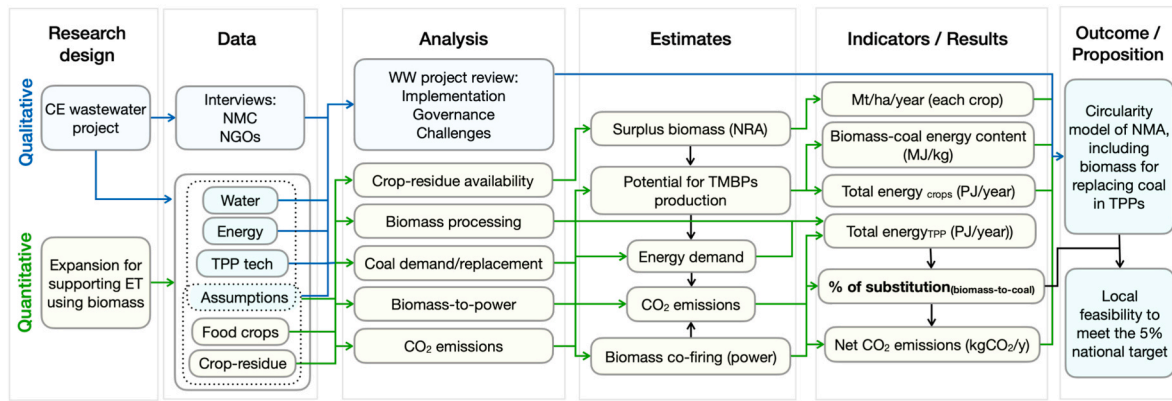 Research design
Data
Analysis
Estimates
Indicators / Results
Outcome / Proposition
Qualitative
Quantitative
CE wastewater
project
Expansion for
supporting ET
using biomass
Interviews:
NMC
NGOs
Water
Energy
TPP tech
Assumptions
Food crops
Crop-residue
WW project review:
Implementation
Governance
Challenges
Crop-residue availability
Biomass processing
Coal demand/replacement
Biomass-to-power
CO₂ emissions
Surplus biomass (NRA)
Potential for TMBPs
production
Energy demand
CO₂ emissions
Biomass co-firing (power)
Mt/ha/year (each crop)
Biomass-coal energy content
(MJ/kg)
Total energy crops (PJ/year)
Total energyTPP (PJ/year))
% of substitution(biomass-to-coal)
Net CO₂ emissions (kgCO₂/y)
Circularity
model of NMA,
including
biomass for
replacing coal
in TPPs
Local
feasibility to
meet the 5%
national target